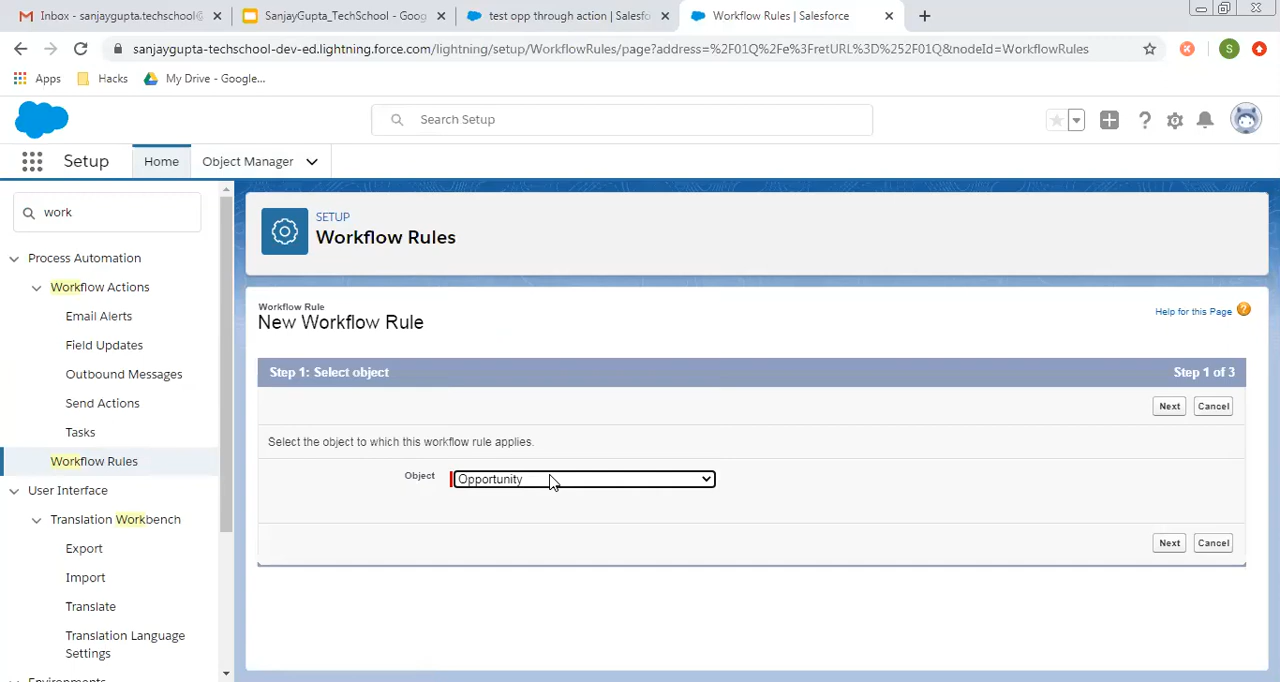 Inbox - sanjaygupta.techschool@
SanjayGupta_TechSchool - Goog
test opp through action | Salesfo
Workflow Rules | Salesforce
sanjaygupta-techschool-dev-ed.lightning.force.com/lightning/setup/WorkflowRules/page?address=%2F01Q%2Fe%3FretURL%3D%252F01Q&nodeId=WorkflowRules
S
Apps
Hacks
My Drive - Google...
Search Setup
Setup
Home
Object Manager
work
Process Automation
Workflow Actions
Email Alerts
Field Updates
Outbound Messages
Send Actions
Tasks
Workflow Rules
User Interface
Translation Workbench
Export
Import
Translate
Translation Language
Settings
Environments
SETUP
Workflow Rules
Workflow Rule
New Workflow Rule
Help for this Page
Step 1: Select object
Step 1 of 3
Next
Cancel
Select the object to which this workflow rule applies.
Object
Opportunity
Next
Cancel